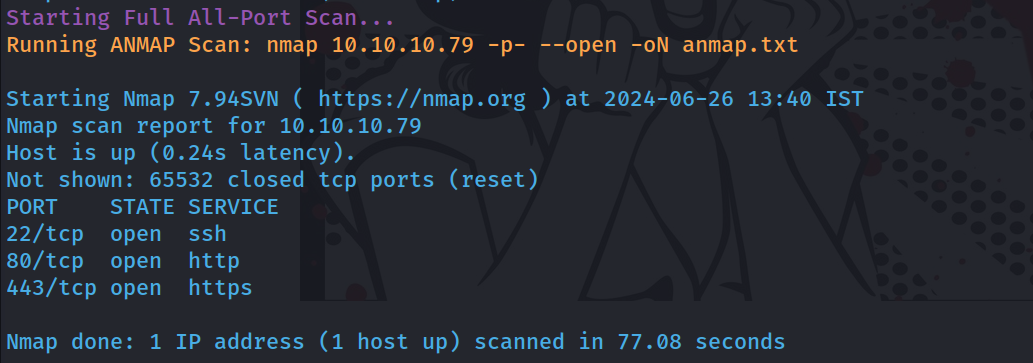 Starting Full All-Port Scan...
Running ANMAP Scan: nmap 10.10.10.79 -p- --open -oN anmap.txt
Starting Nmap 7.94SVN ( https://nmap.org ) at 2024-06-26 13:40 IST
Nmap scan report for 10.10.10.79
Host is up (0.24s latency).
Not shown: 65532 closed tcp ports (reset)
PORT    STATE SERVICE
22/tcp  open  ssh
80/tcp  open  http
443/tcp open  https
Nmap done: 1 IP address (1 host up) scanned in 77.08 seconds